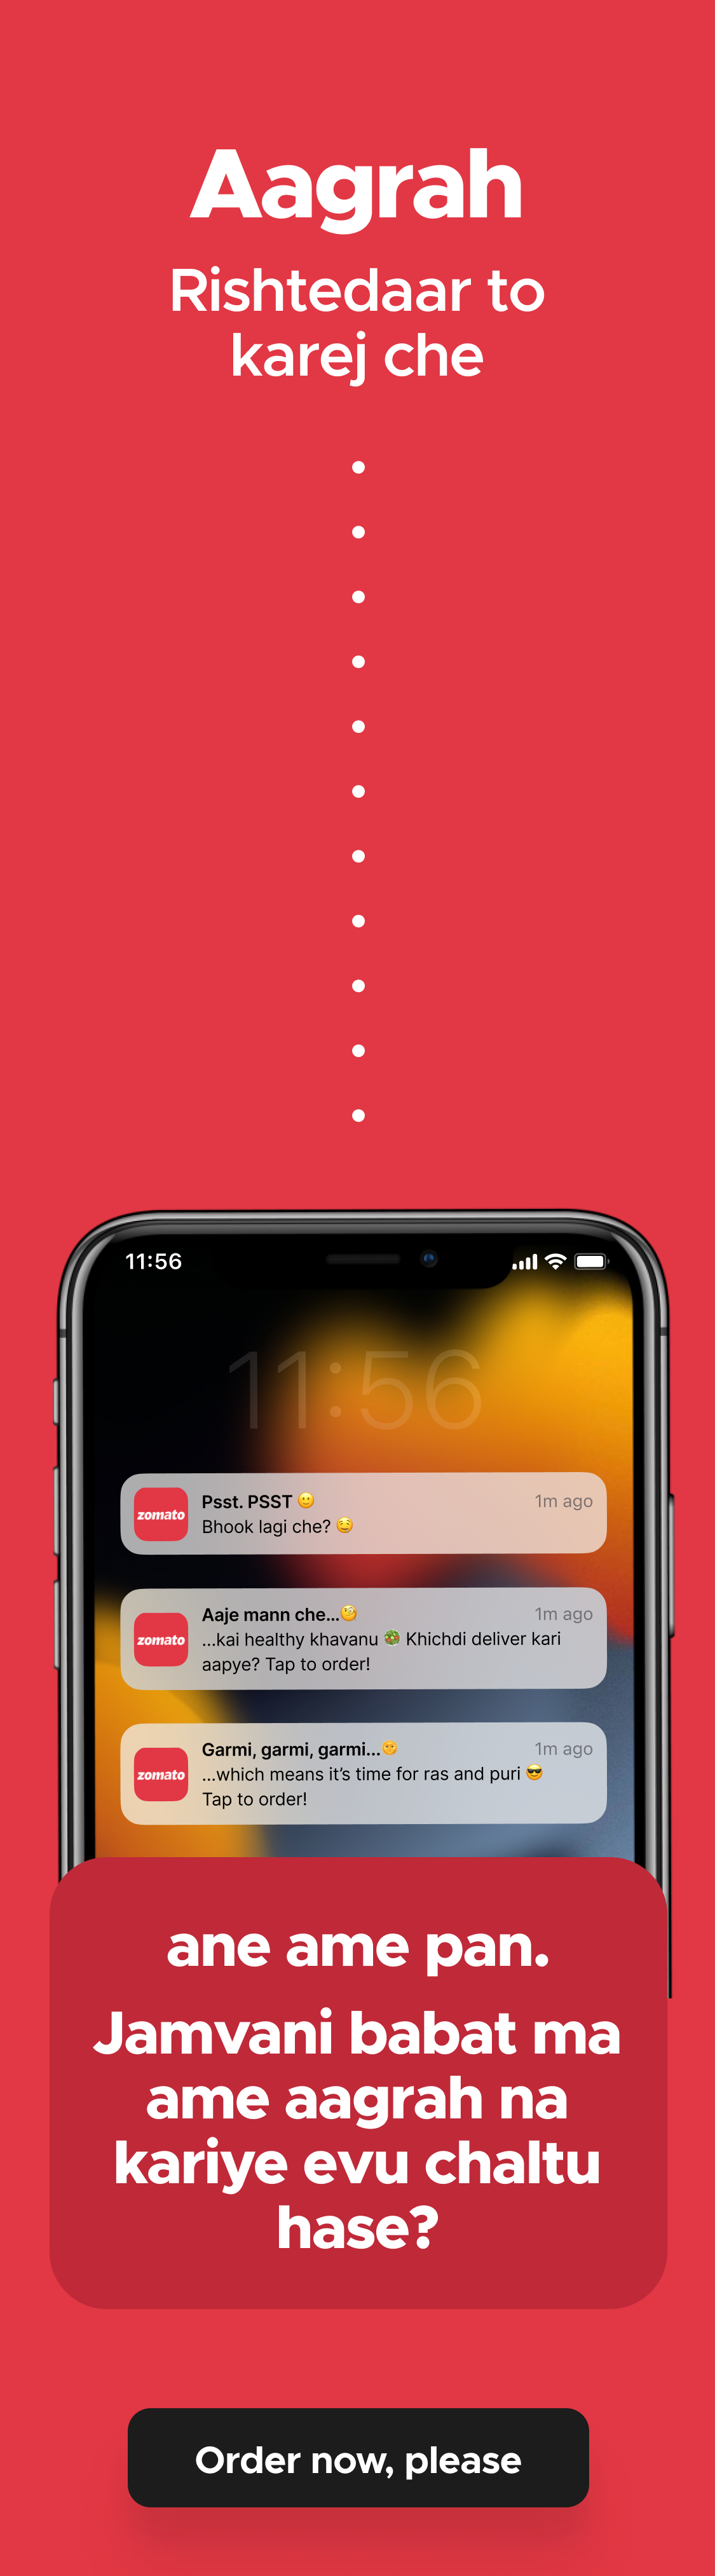 Aagrah
Rishtedaar to
karej che
11:56
11:56
zomato
Psst. PSST 🙂
1m ago
Bhook lagi che? 🤤
zomato
Aaje mann che...🧐
1m ago
...kai healthy khavanu 🥗 Khichdi deliver kari
aapye? Tap to order!
zomato
Garmi, garmi, garmi...🌞
1m ago
...which means it’s time for ras and puri 😎
Tap to order!
ane ame pan.
Jamvani babat ma
ame aagrah na
kariye evu chaltu
hase?
Order now, please